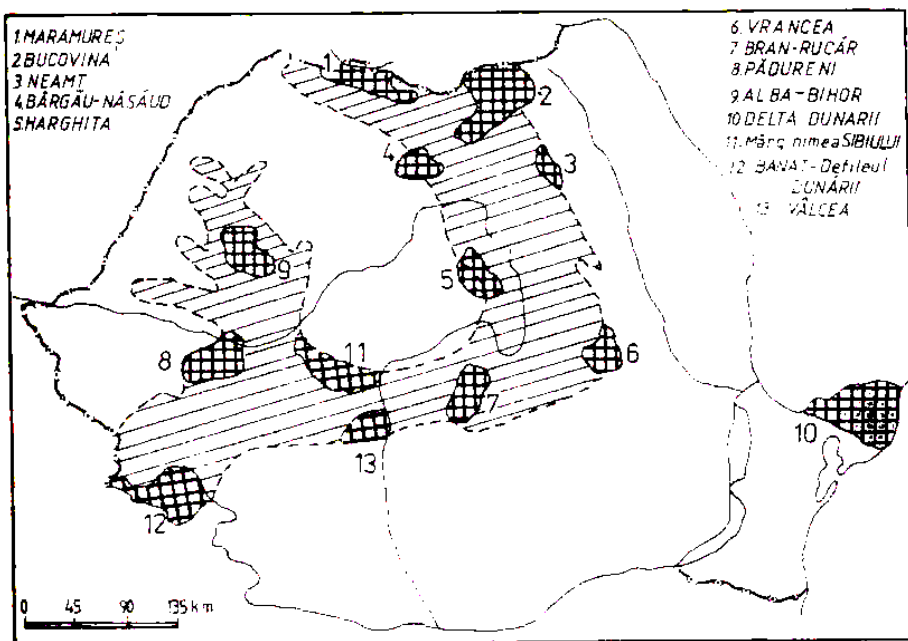 1 MARAMUREȘ
2 BUCOVINA
3 NEAMȚ
4 BÂRGĂU-NĂSĂUD
5 HARGHITA
6 VRANCEA
7 BRAN-RUCĂR
8 PĂDURENI
9 ALBA-BIHOR
10 DELTA DUNĂRII
11 Mărginimea SIBIULUI
12 BANAT-Defileul
DUNĂRII
13 VÂLCEA
1
2
3
4
5
6
7
8
9
10
11
12
13
0 45 90 135 km